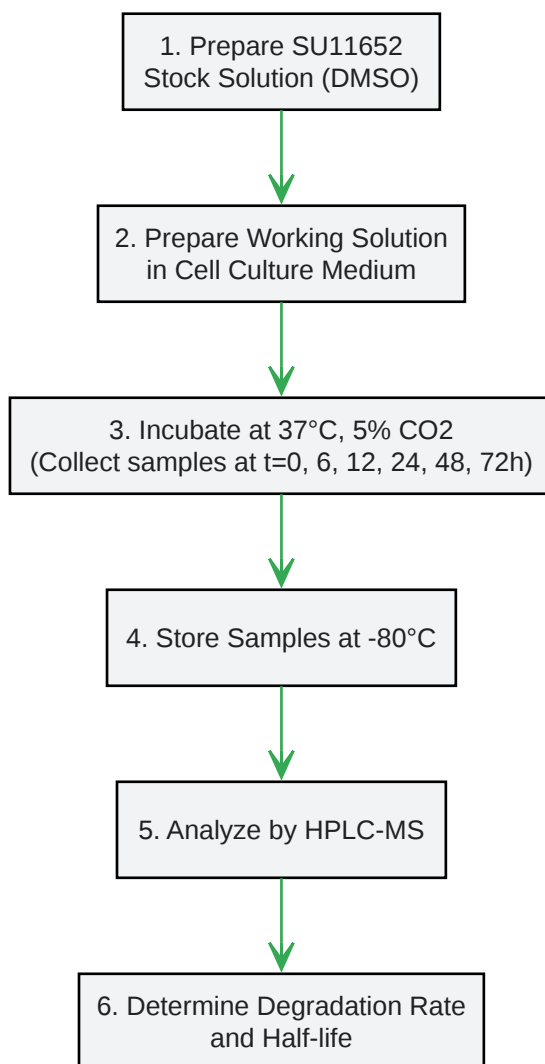 1. Prepare SU11652
Stock Solution (DMSO)
2. Prepare Working Solution
in Cell Culture Medium
3. Incubate at 37°C, 5% CO2
(Collect samples at t=0, 6, 12, 24, 48, 72h)
4. Store Samples at -80°C
5. Analyze by HPLC-MS
6. Determine Degradation Rate
and Half-life